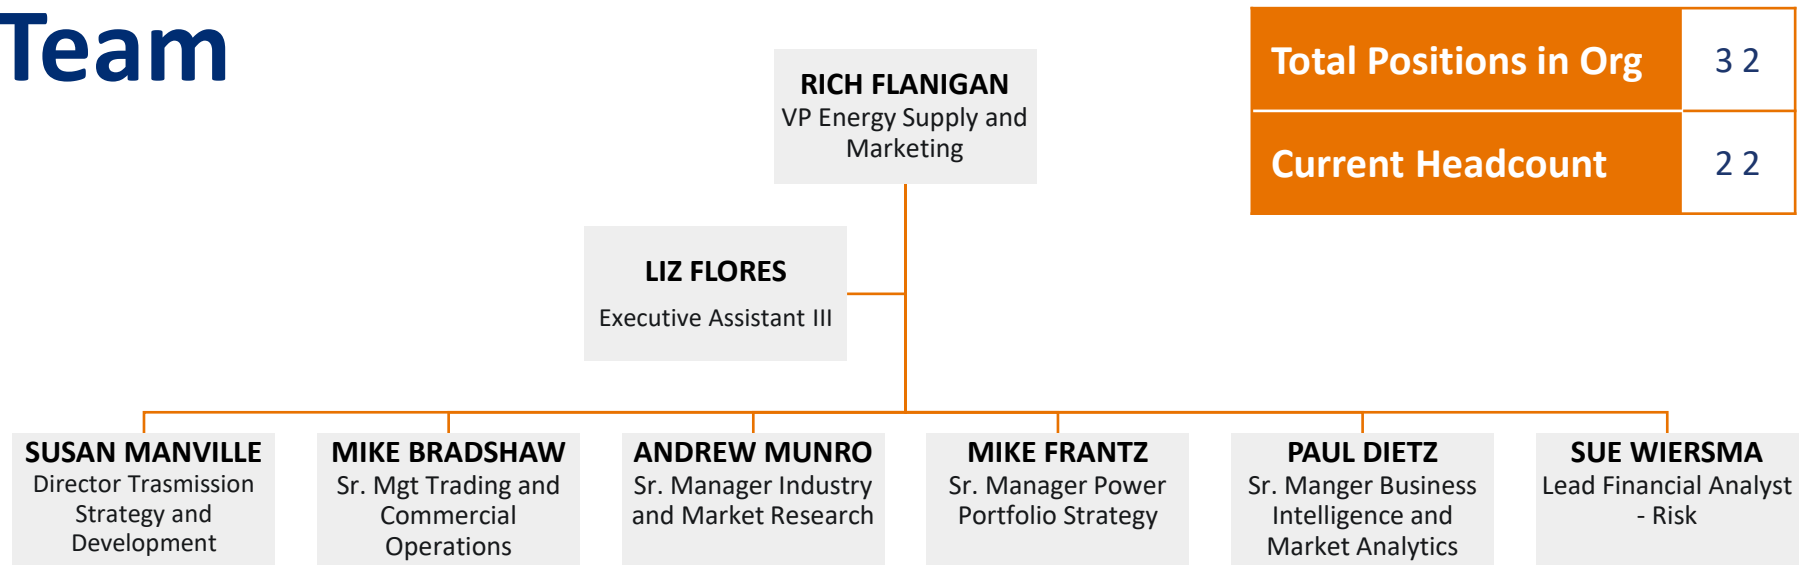 Team
Total Positions in Org 3 2
Current Headcount 2 2
RICH FLANIGAN
VP Energy Supply and
Marketing
LIZ FLORES
Executive Assistant III
SUSAN MANVILLE
Director Trasmission
Strategy and
Development
MIKE BRADSHAW
Sr. Mgt Trading and
Commercial
Operations
ANDREW MUNRO
Sr. Manager Industry
and Market Research
MIKE FRANTZ
Sr. Manager Power
Portfolio Strategy
PAUL DIETZ
Sr. Manger Business
Intelligence and
Market Analytics
SUE WIERSMA
Lead Financial Analyst
- Risk